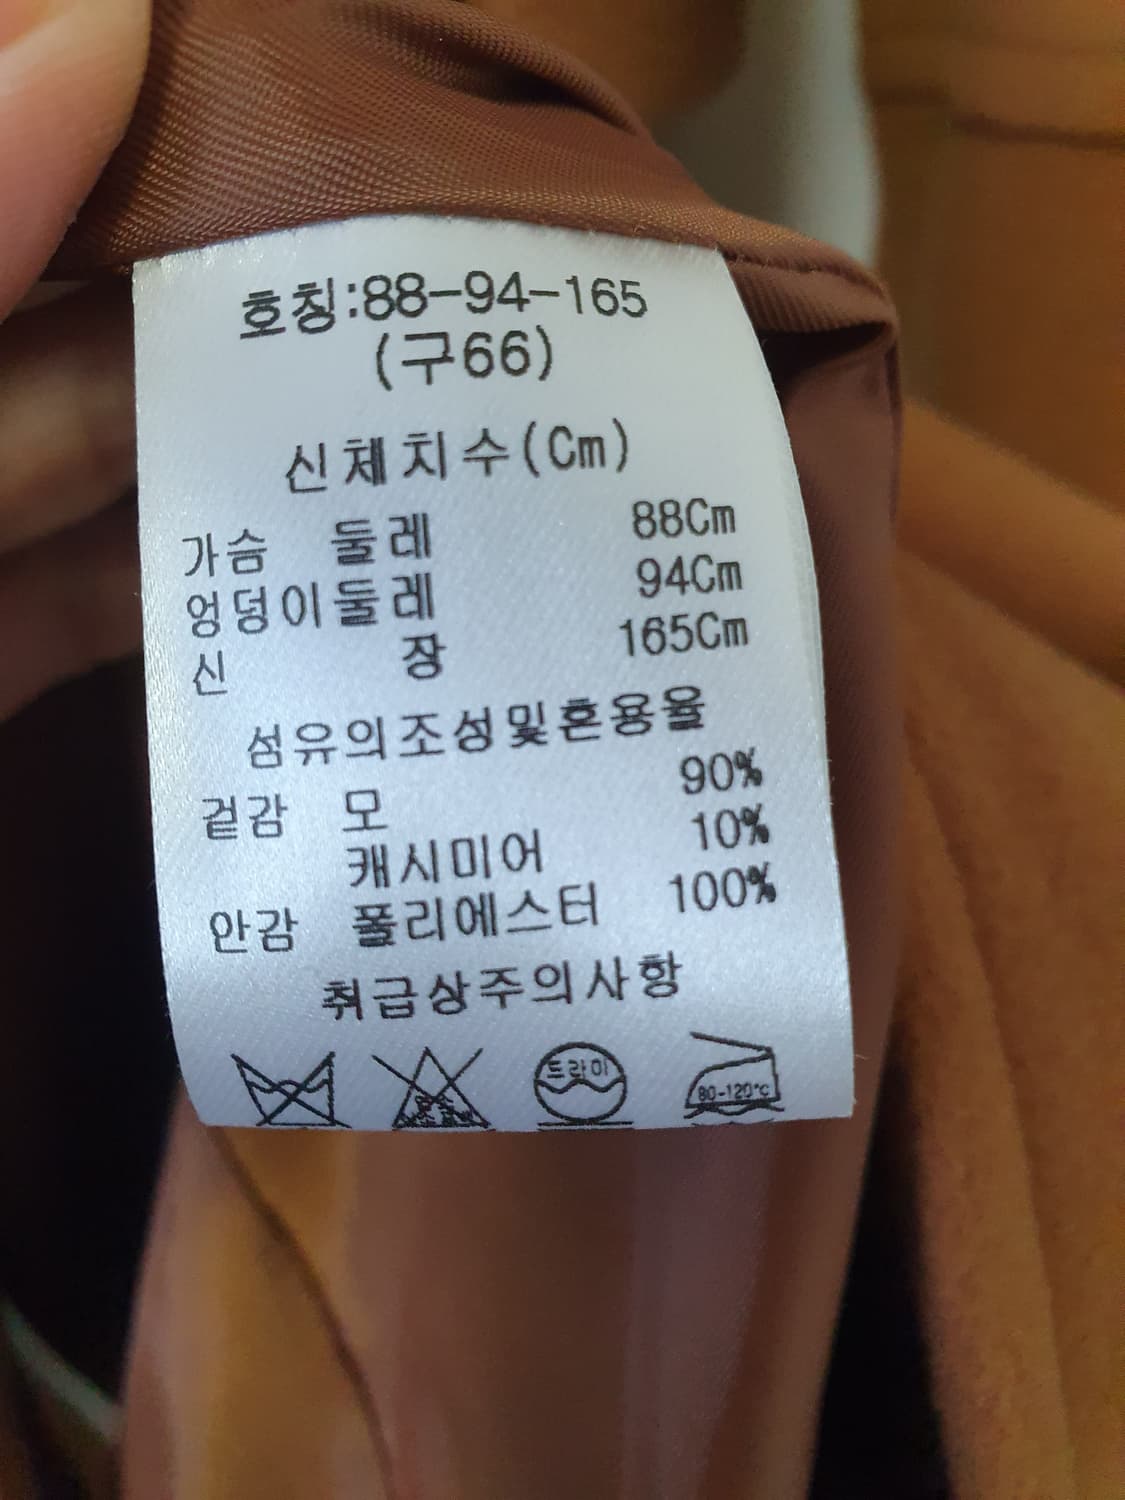 호칭:88-94-165
(구66)
신체치수(Cm)
가슴 둘레 88Cm
엉덩이둘레 94Cm
신 장 165Cm
섬유의조성및혼용율
겉감 모 90%
캐시미어 10%
안감 폴리에스터 100%
취급상주의사항
드라이
80-120℃